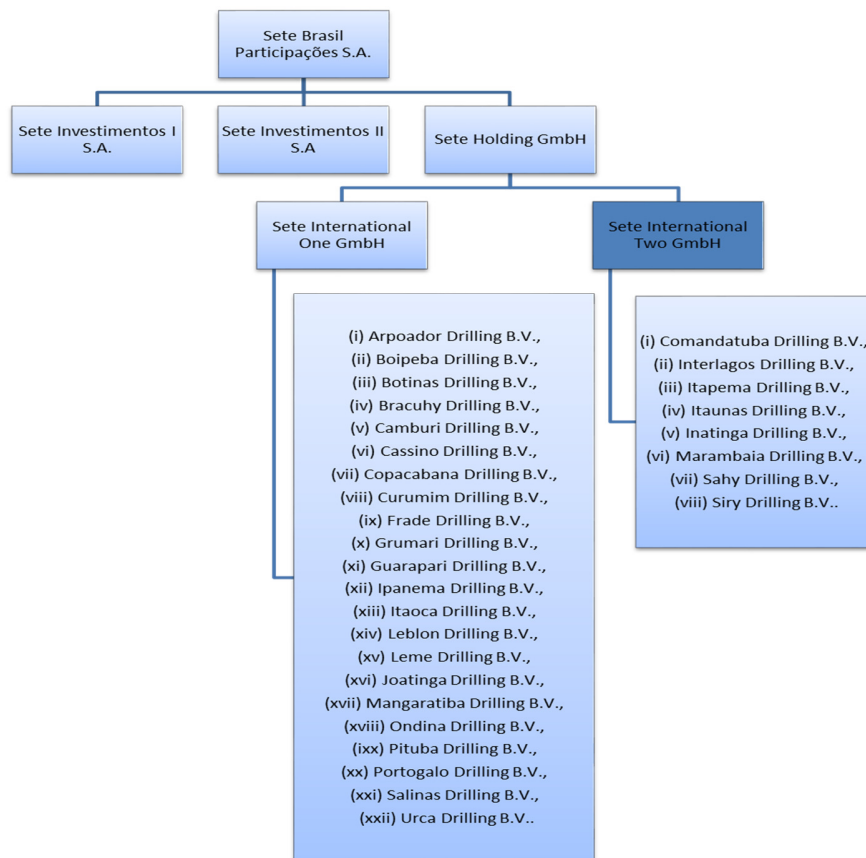 Sete Brasil
Participações S.A.
Sete Investimentos I
S.A.
Sete Investimentos II
S.A
Sete Holding GmbH
Sete International
One GmbH
Sete International
Two GmbH
(i) Arpoador Drilling B.V.,
(ii) Boipeba Drilling B.V.,
(iii) Botinas Drilling B.V.,
(iv) Bracuhy Drilling B.V.,
(v) Camburi Drilling B.V.,
(vi) Cassino Drilling B.V.,
(vii) Copacabana Drilling B.V.,
(viii) Curumim Drilling B.V.,
(ix) Frade Drilling B.V.,
(x) Grumari Drilling B.V.,
(xi) Guarapari Drilling B.V.,
(xii) Ipanema Drilling B.V.,
(xiii) Itaoca Drilling B.V.,
(xiv) Leblon Drilling B.V.,
(xv) Leme Drilling B.V.,
(xvi) Joatinga Drilling B.V.,
(xvii) Mangaratiba Drilling B.V.,
(xviii) Ondina Drilling B.V.,
(ixx) Pituba Drilling B.V.,
(xx) Portogalo Drilling B.V.,
(xxi) Salinas Drilling B.V.,
(xxii) Urca Drilling B.V..
(i) Comandatuba Drilling B.V.,
(ii) Interlagos Drilling B.V.,
(iii) Itapema Drilling B.V.,
(iv) Itaunas Drilling B.V.,
(v) Inatinga Drilling B.V.,
(vi) Marambaia Drilling B.V.,
(vii) Sahy Drilling B.V.,
(viii) Siry Drilling B.V..